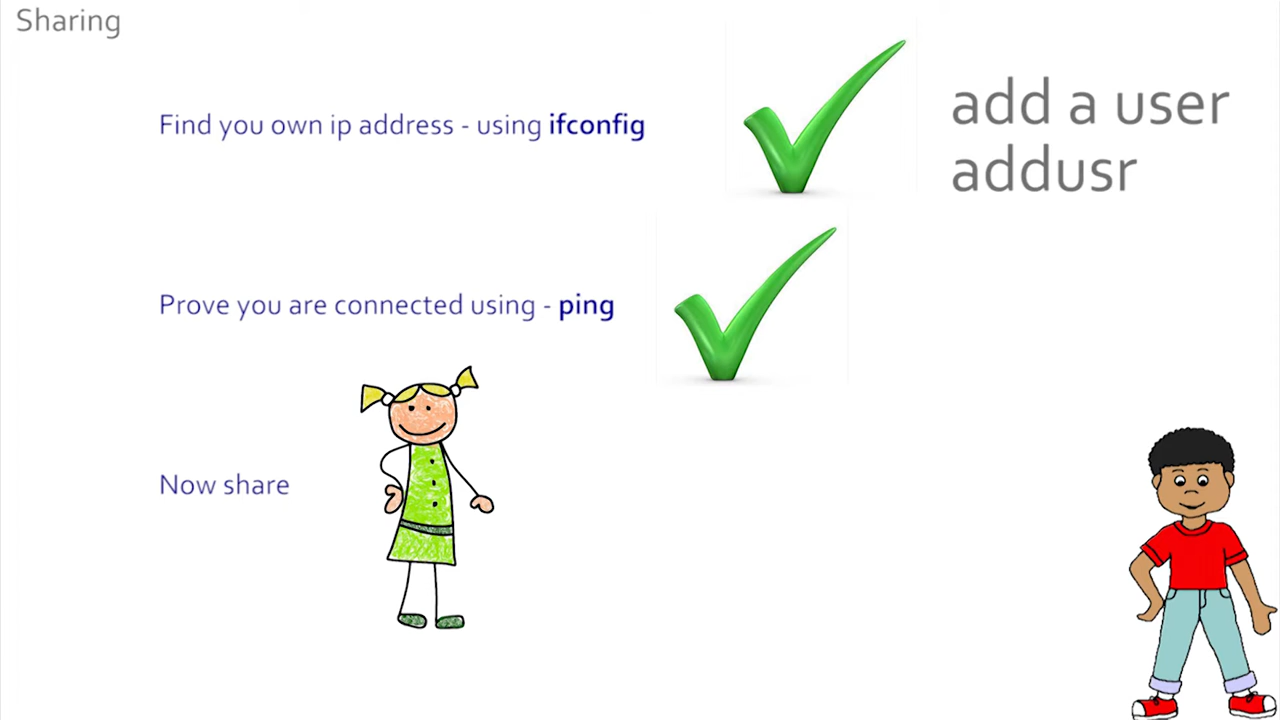 Sharing
Find you own ip address - using ifconfig
add a user
addusr
Prove you are connected using - ping
Now share